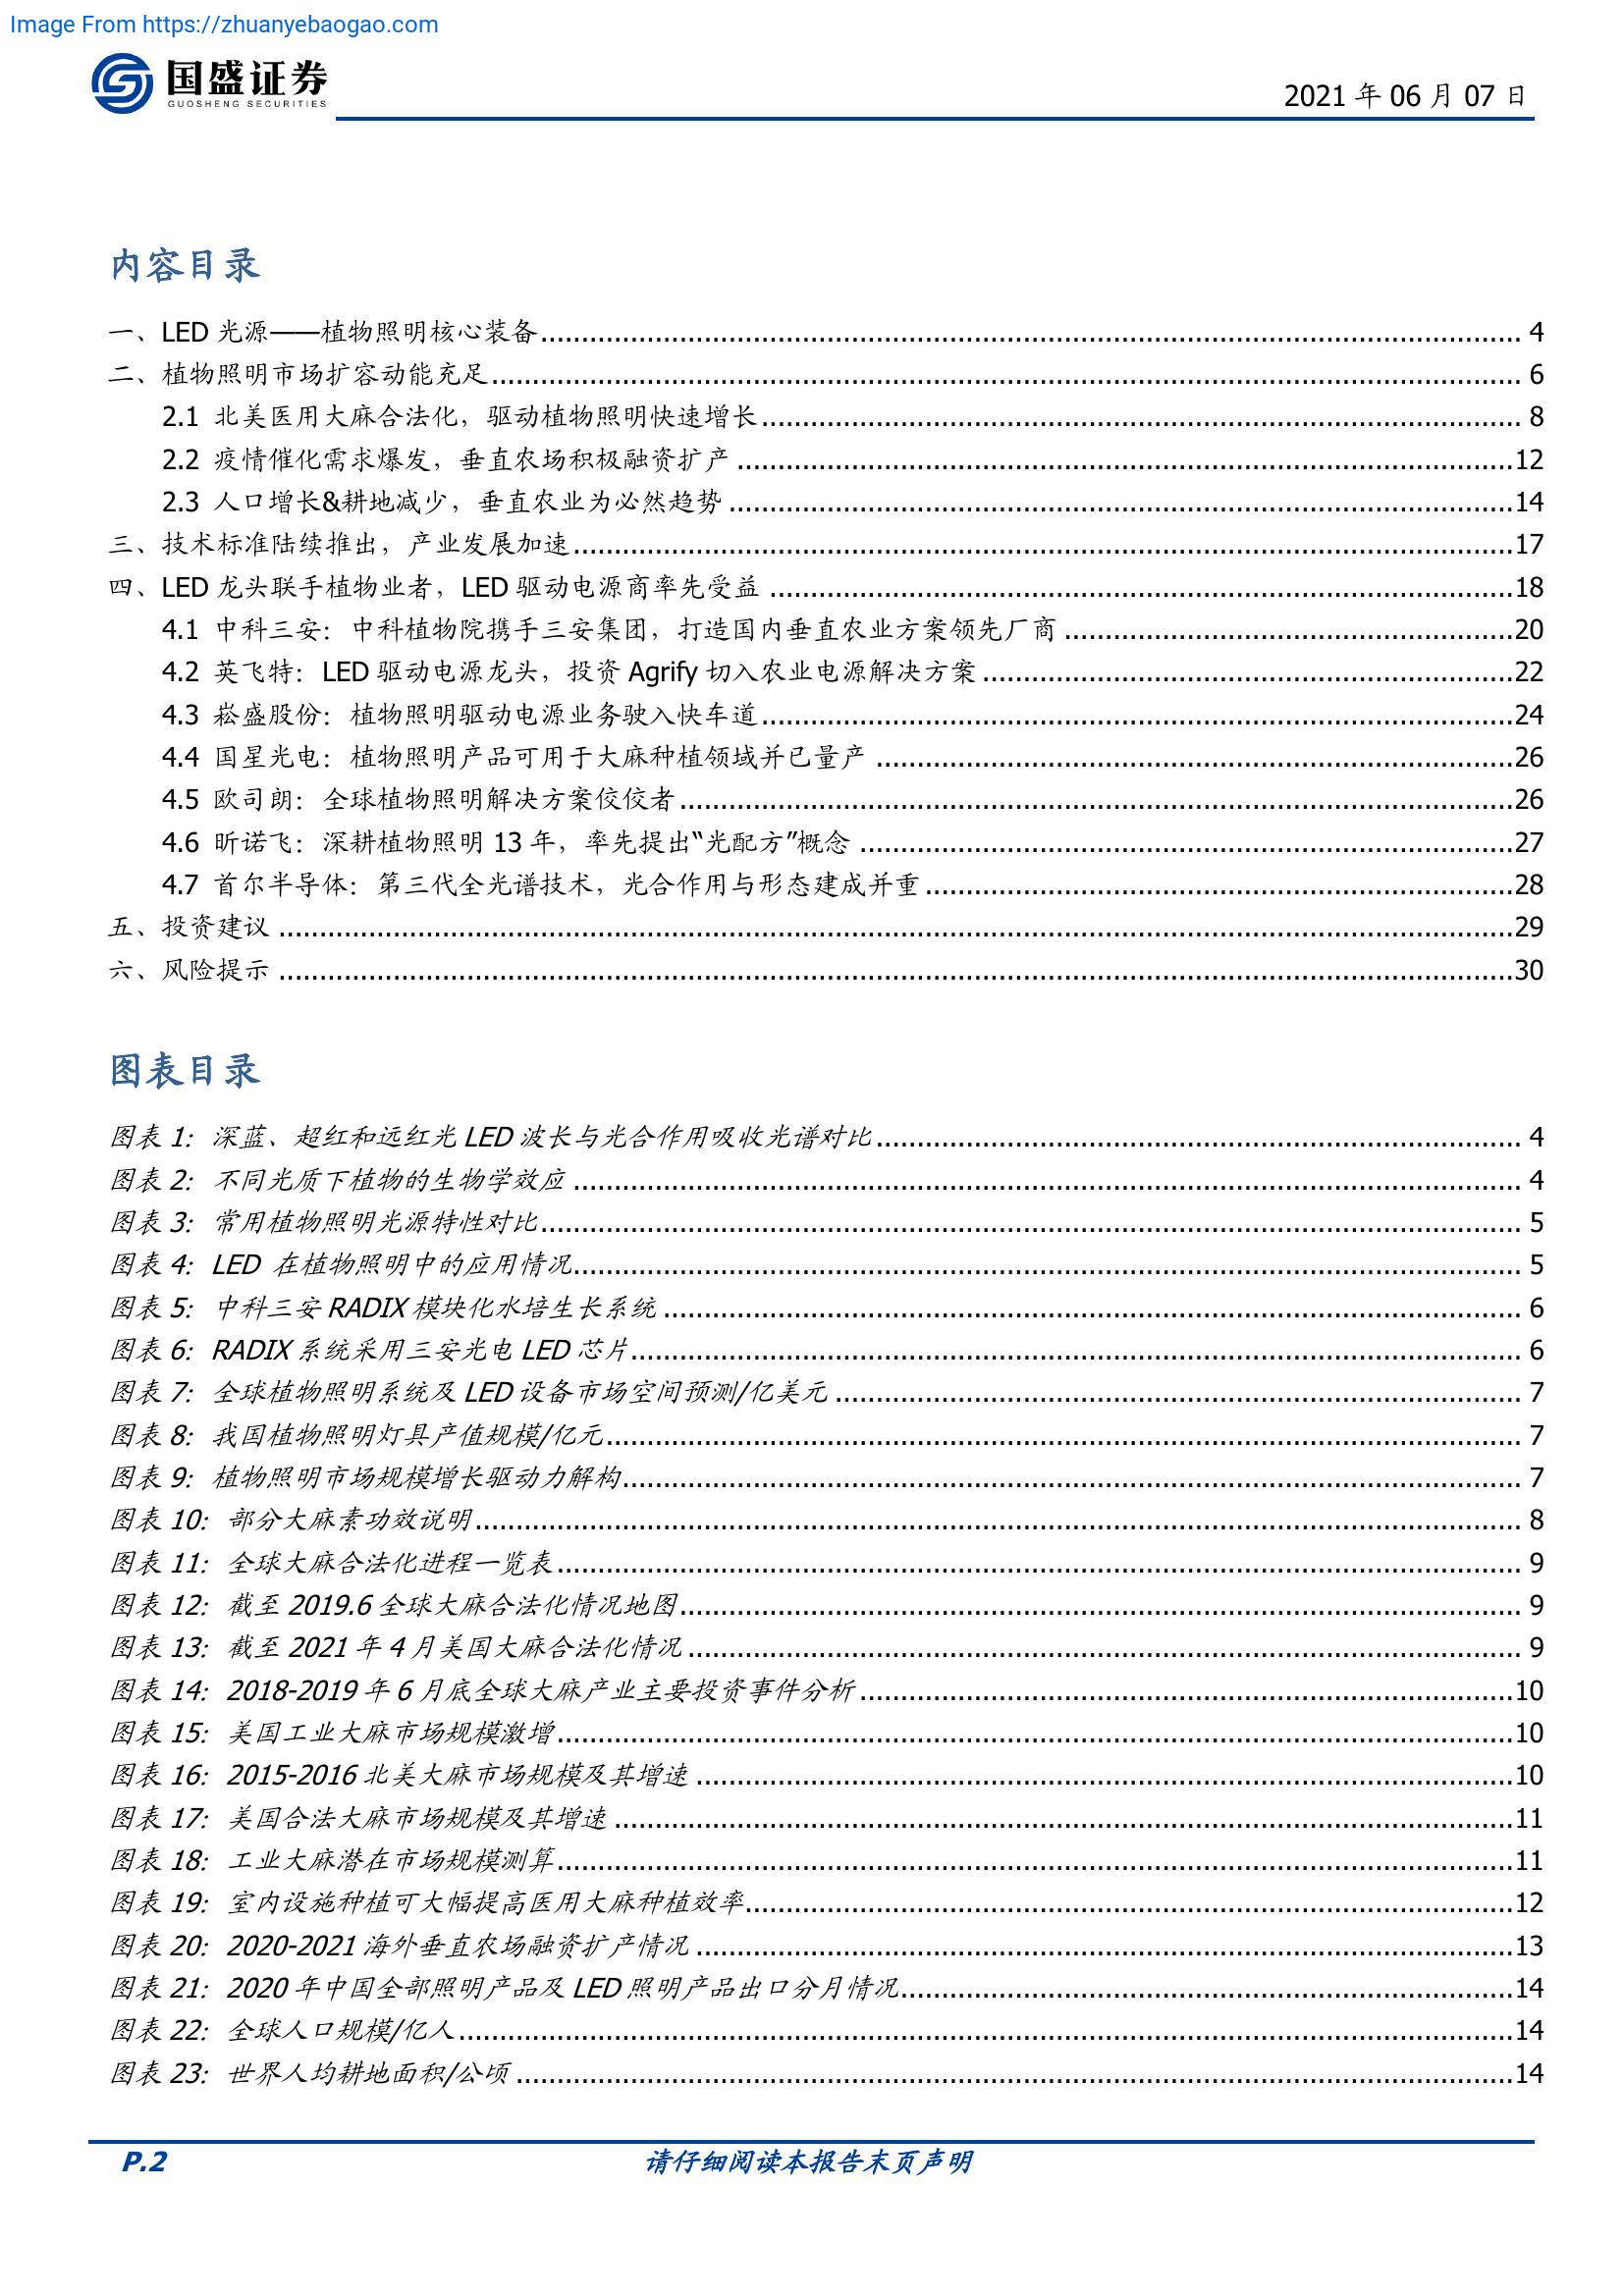 Image From https://zhuanyebaogao.com
国盛证券
GUOSHENG SECURITIES
2021 年 06 月 07 日
内容目录
一、LED 光源——植物照明核心装备 4
二、植物照明市场扩容动能充足 6
2.1 北美医用大麻合法化，驱动植物照明快速增长 8
2.2 疫情催化需求爆发，垂直农场积极融资扩产 12
2.3 人口增长&耕地减少，垂直农业为必然趋势 14
三、技术标准陆续推出，产业发展加速 17
四、LED 龙头联手植物业者，LED 驱动电源商率先受益 18
4.1 中科三安：中科植物院携手三安集团，打造国内垂直农业方案领先厂商 20
4.2 英飞特：LED 驱动电源龙头，投资 Agrify 切入农业电源解决方案 22
4.3 崧盛股份：植物照明驱动电源业务驶入快车道 24
4.4 国星光电：植物照明产品可用于大麻种植领域并已量产 26
4.5 欧司朗：全球植物照明解决方案佼佼者 26
4.6 昕诺飞：深耕植物照明 13 年，率先提出“光配方”概念 27
4.7 首尔半导体：第三代全光谱技术，光合作用与形态建成并重 28
五、投资建议 29
六、风险提示 30
图表目录
图表 1: 深蓝、超红和远红光 LED 波长与光合作用吸收光谱对比 4
图表 2: 不同光质下植物的生物学效应 4
图表 3: 常用植物照明光源特性对比 5
图表 4: LED 在植物照明中的应用情况 5
图表 5: 中科三安 RADIX 模块化水培生长系统 6
图表 6: RADIX 系统采用三安光电 LED 芯片 6
图表 7: 全球植物照明系统及 LED 设备市场空间预测/亿美元 7
图表 8: 我国植物照明灯具产值规模/亿元 7
图表 9: 植物照明市场规模增长驱动力解构 7
图表 10: 部分大麻素功效说明 8
图表 11: 全球大麻合法化进程一览表 9
图表 12: 截至 2019.6 全球大麻合法化情况地图 9
图表 13: 截至 2021 年 4 月美国大麻合法化情况 9
图表 14: 2018-2019 年 6 月底全球大麻产业主要投资事件分析 10
图表 15: 美国工业大麻市场规模激增 10
图表 16: 2015-2016 北美大麻市场规模及其增速 10
图表 17: 美国合法大麻市场规模及其增速 11
图表 18: 工业大麻潜在市场规模测算 11
图表 19: 室内设施种植可大幅提高医用大麻种植效率 12
图表 20: 2020-2021 海外垂直农场融资扩产情况 13
图表 21: 2020 年中国全部照明产品及 LED 照明产品出口分月情况 14
图表 22: 全球人口规模/亿人 14
图表 23: 世界人均耕地面积/公顷 14
P.2
请仔细阅读本报告末页声明